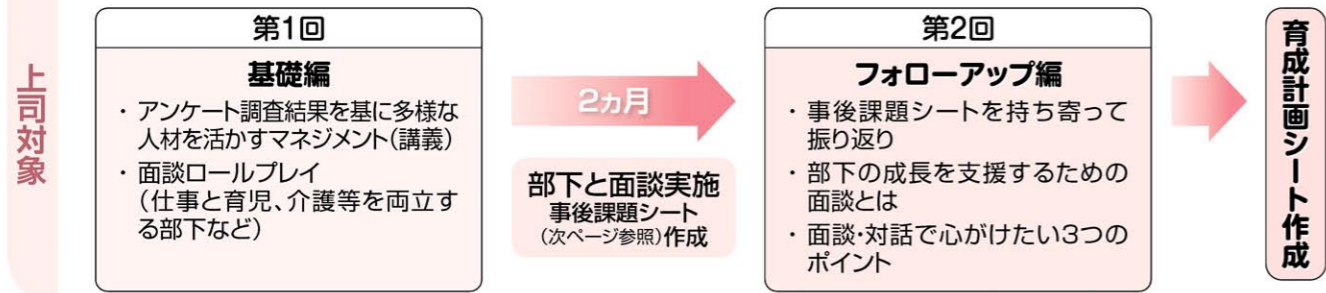 上司対象
第1回
基礎編
・ アンケート調査結果を基に多様な
人材を活かすマネジメント(講義)
・ 面談ロールプレイ
(仕事と育児、介護等を両立す
る部下など)
2ヵ月
部下と面談実施
事後課題シート
(次ページ参照)作成
第2回
フォローアップ編
・ 事後課題シートを持ち寄って
振り返り
・ 部下の成長を支援するための
面談とは
・ 面談・対話で心がけたい3つの
ポイント
育成計画シート作成